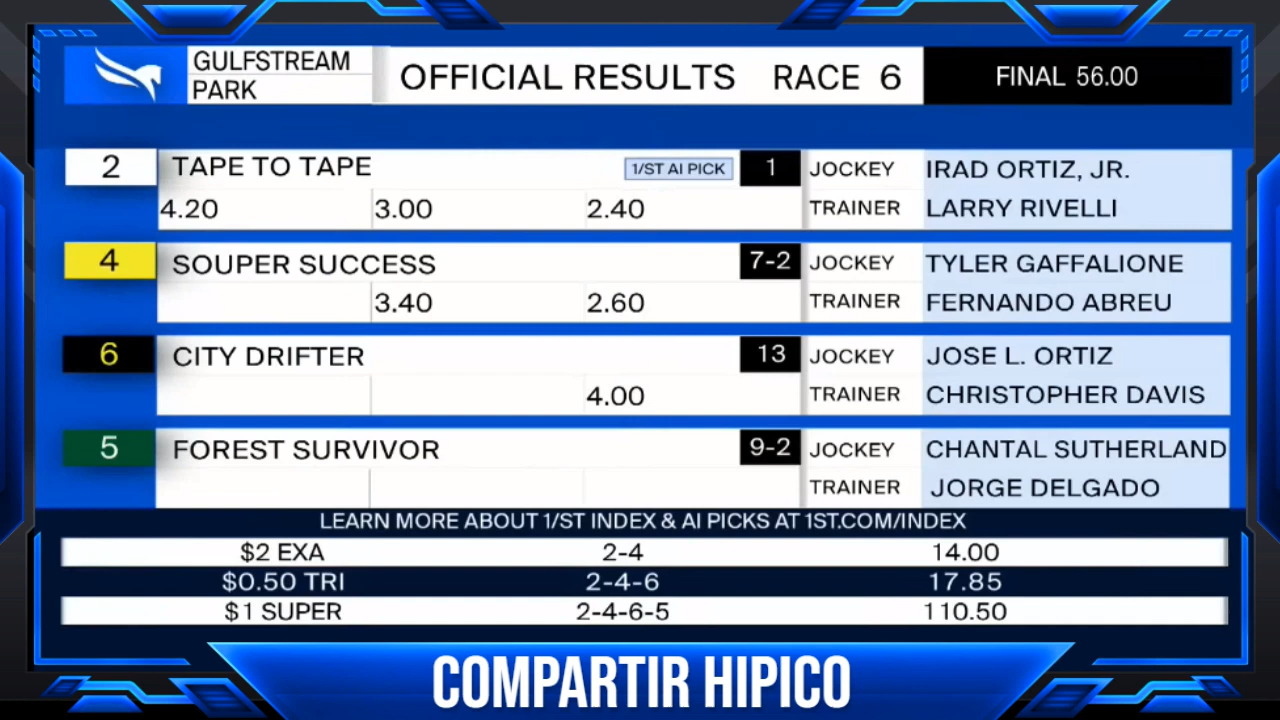 GULFSTREAM
PARK
OFFICIAL RESULTS RACE 6
FINAL 56.00
2 TAPE TO TAPE 1/ST AI PICK 1 JOCKEY IRAD ORTIZ, JR.
4.20 3.00 2.40 TRAINER LARRY RIVELLI
4 SOUPER SUCCESS 7-2 JOCKEY TYLER GAFFALIONE
3.40 2.60 TRAINER FERNANDO ABREU
6 CITY DRIFTER 13 JOCKEY JOSE L. ORTIZ
4.00 TRAINER CHRISTOPHER DAVIS
5 FOREST SURVIVOR 9-2 JOCKEY CHANTAL SUTHERLAND
TRAINER JORGE DELGADO
LEARN MORE ABOUT 1/ST INDEX & AI PICKS AT 1ST.COM/INDEX
$2 EXA 2-4 14.00
$0.50 TRI 2-4-6 17.85
$1 SUPER 2-4-6-5 110.50
COMPARTIR HIPICO